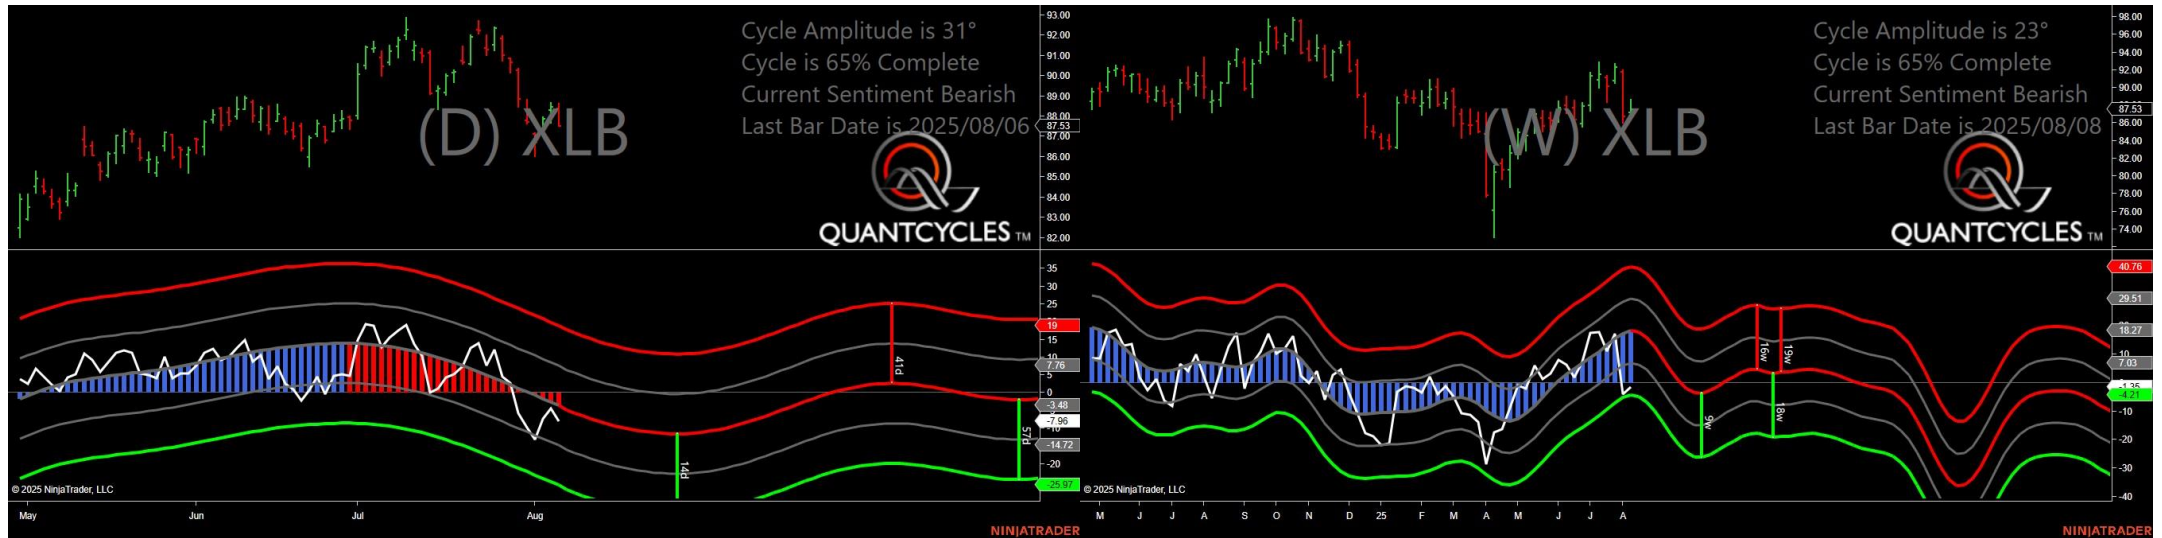 Cycle Amplitude is 31°
Cycle is 65% Complete
Current Sentiment Bearish
Last Bar Date is 2025/08/06
(D) XLB
QUANTCYCLES TM
93.00
92.00
91.00
90.00
89.00
88.00
87.53
87.00
86.00
85.00
84.00
83.00
82.00
35
30
25
19
15
10
7.76
5
0
-3.48
-7.96
-14.72
-20
-25.97
41d
14d
57d
© 2025 NinjaTrader, LLC
May Jun Jul Aug
NINJATRADER
Cycle Amplitude is 23°
Cycle is 65% Complete
Current Sentiment Bearish
Last Bar Date is 2025/08/08
(W) XLB
QUANTCYCLES TM
98.00
96.00
94.00
92.00
90.00
87.53
86.00
84.00
82.00
80.00
78.00
76.00
74.00
40.76
29.51
18.27
10
7.03
-1.35
-4.21
-10
-20
-30
-40
16w
19w
9w
18w
© 2025 NinjaTrader, LLC
M J J A S O N D 25 F M A M J J A
NINJATRADER